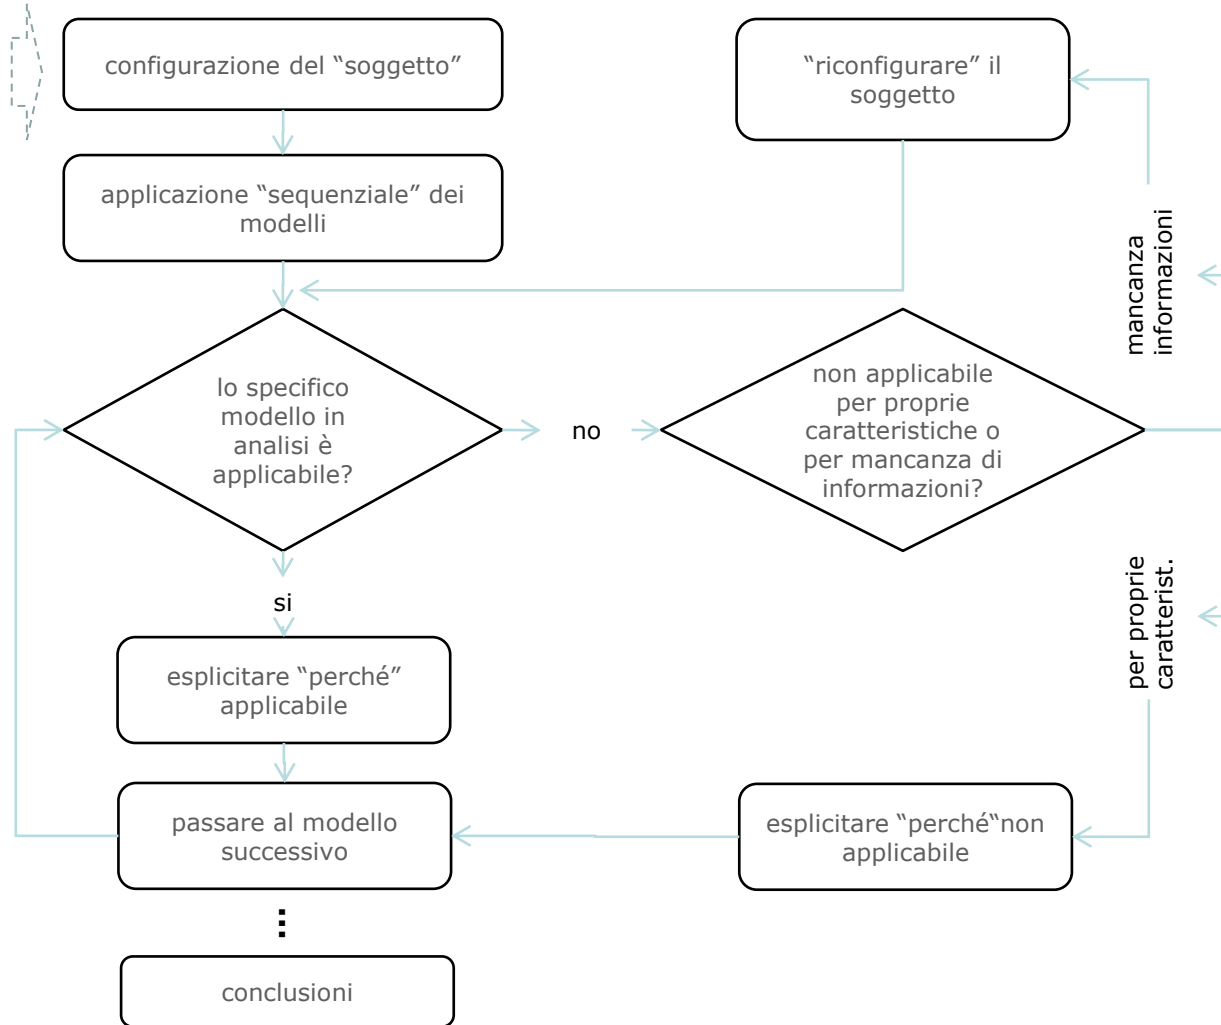 configurazione del “soggetto”
“riconfigurare” il
soggetto
applicazione “sequenziale” dei
modelli
mancanza
informazioni
lo specifico
modello in
analisi è
applicabile?
no
non applicabile
per proprie
caratteristiche o
per mancanza di
informazioni?
si
per proprie
caratterist.
esplicitare “perché”
applicabile
passare al modello
successivo
esplicitare “perché“non
applicabile
...
conclusioni